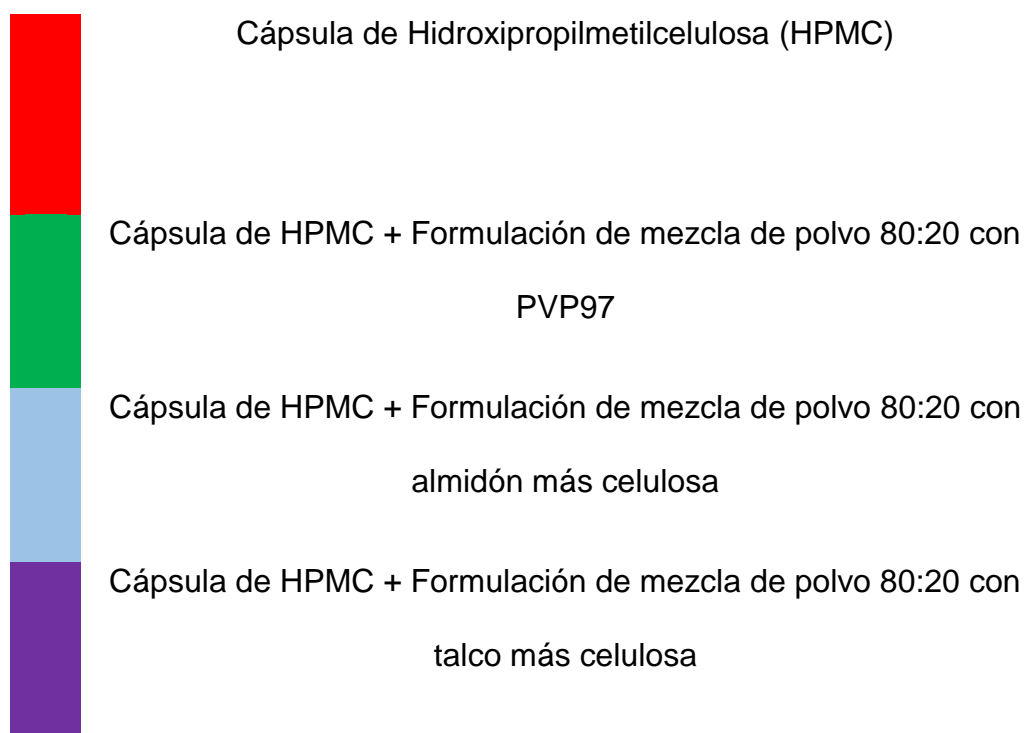 Cápsula de Hidroxipropilmetilcelulosa (HPMC)
Cápsula de HPMC + Formulación de mezcla de polvo 80:20 con
PVP97
Cápsula de HPMC + Formulación de mezcla de polvo 80:20 con
almidón más celulosa
Cápsula de HPMC + Formulación de mezcla de polvo 80:20 con
talco más celulosa